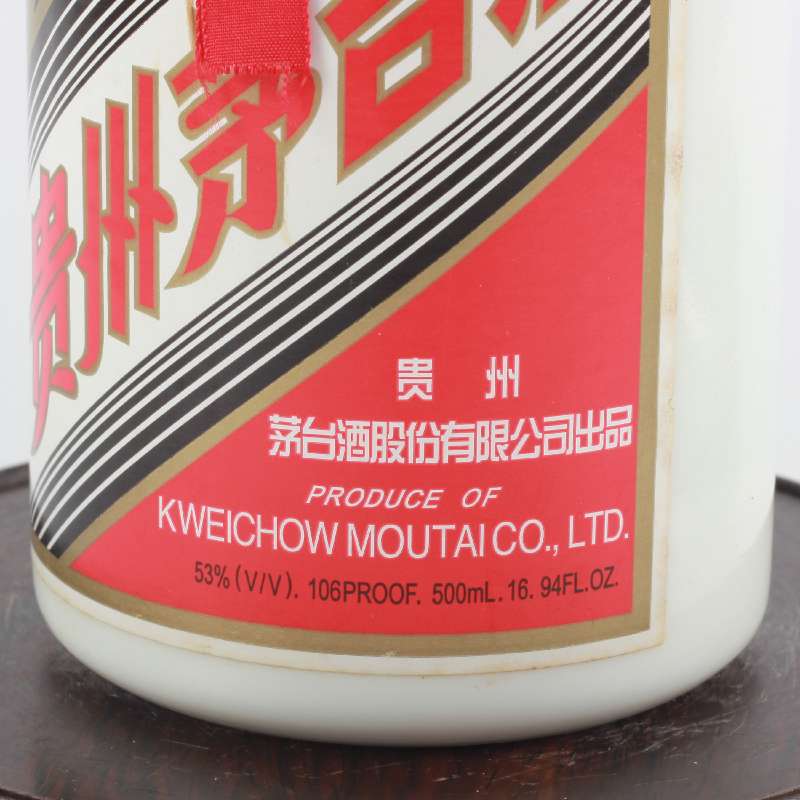 贵州茅台酒
贵 州
茅台酒股份有限公司出品
PRODUCE OF
KWEICHOW MOUTAI CO., LTD.
53% (V/V). 106PROOF. 500mL. 16. 94FL.OZ.